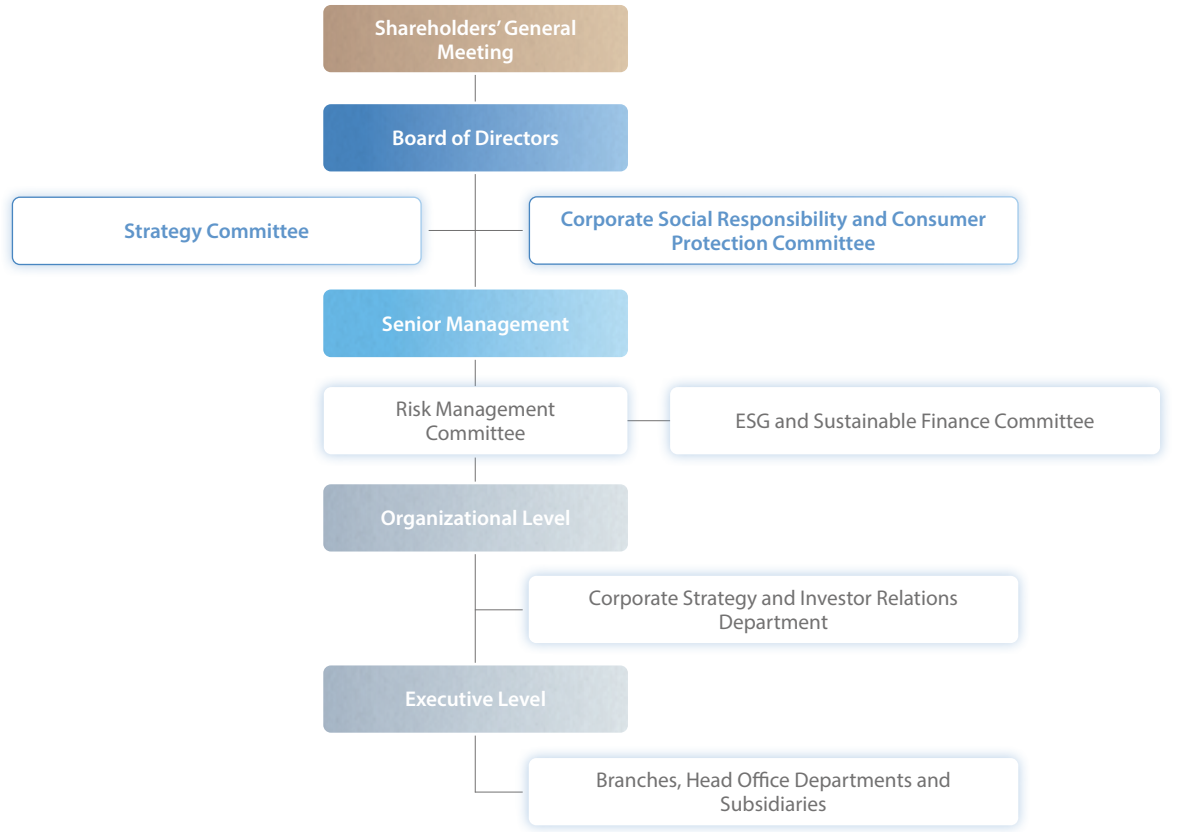 Shareholders’ General
Meeting
Board of Directors
Strategy Committee
Corporate Social Responsibility and Consumer
Protection Committee
Senior Management
Risk Management
Committee
ESG and Sustainable Finance Committee
Organizational Level
Corporate Strategy and Investor Relations
Department
Executive Level
Branches, Head Office Departments and
Subsidiaries